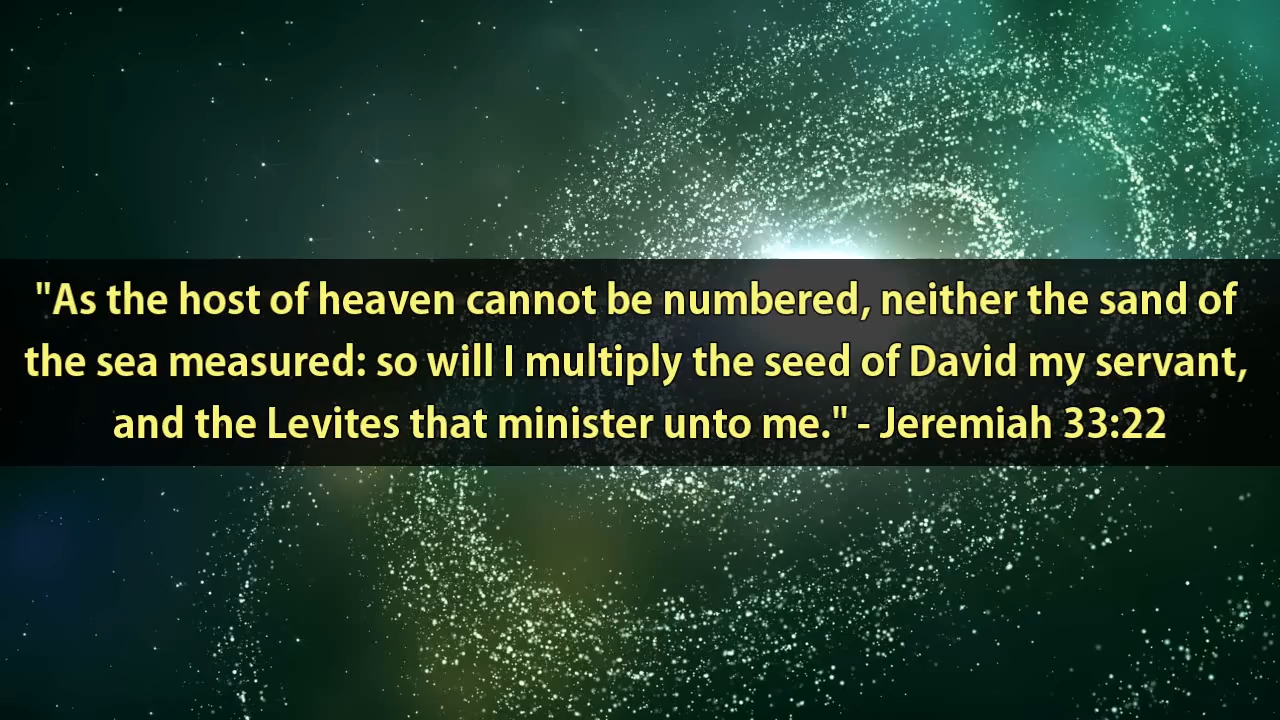 "As the host of heaven cannot be numbered, neither the sand of
the sea measured: so will I multiply the seed of David my servant,
and the Levites that minister unto me." - Jeremiah 33:22